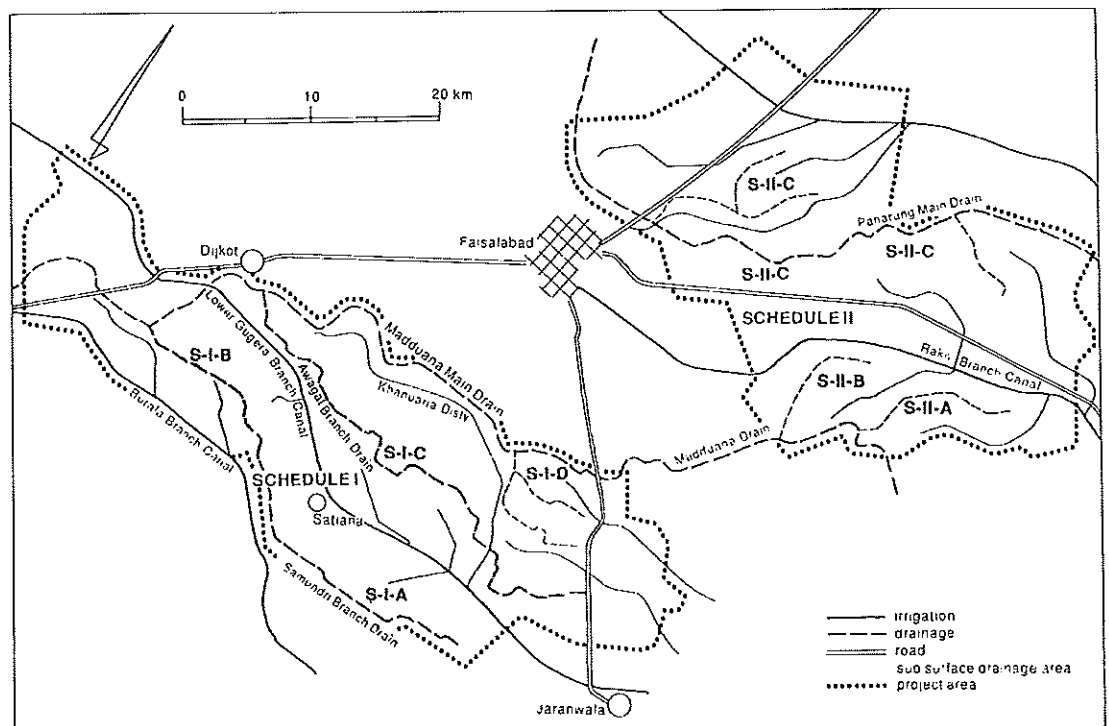 0 10 20 km
S-II-C
Panarung Main Drain
Faisalabad
S-II-C
Dijkot
S-II-C
SCHEDULE II
Lower Gugera Branch Canal
Madduana Main Drain
Rakh Branch Canal
S-I-B
Awagat Branch Drain
S-II-B
Khanuana Disty
S-II-A
Burala Branch Canal
S-I-C
Madduana Drain
SCHEDULE I
S-I-D
Satiana
S-I-A
Samundri Branch Drain
irrigation
drainage
road
sub surface drainage area
project area
Jaranwala